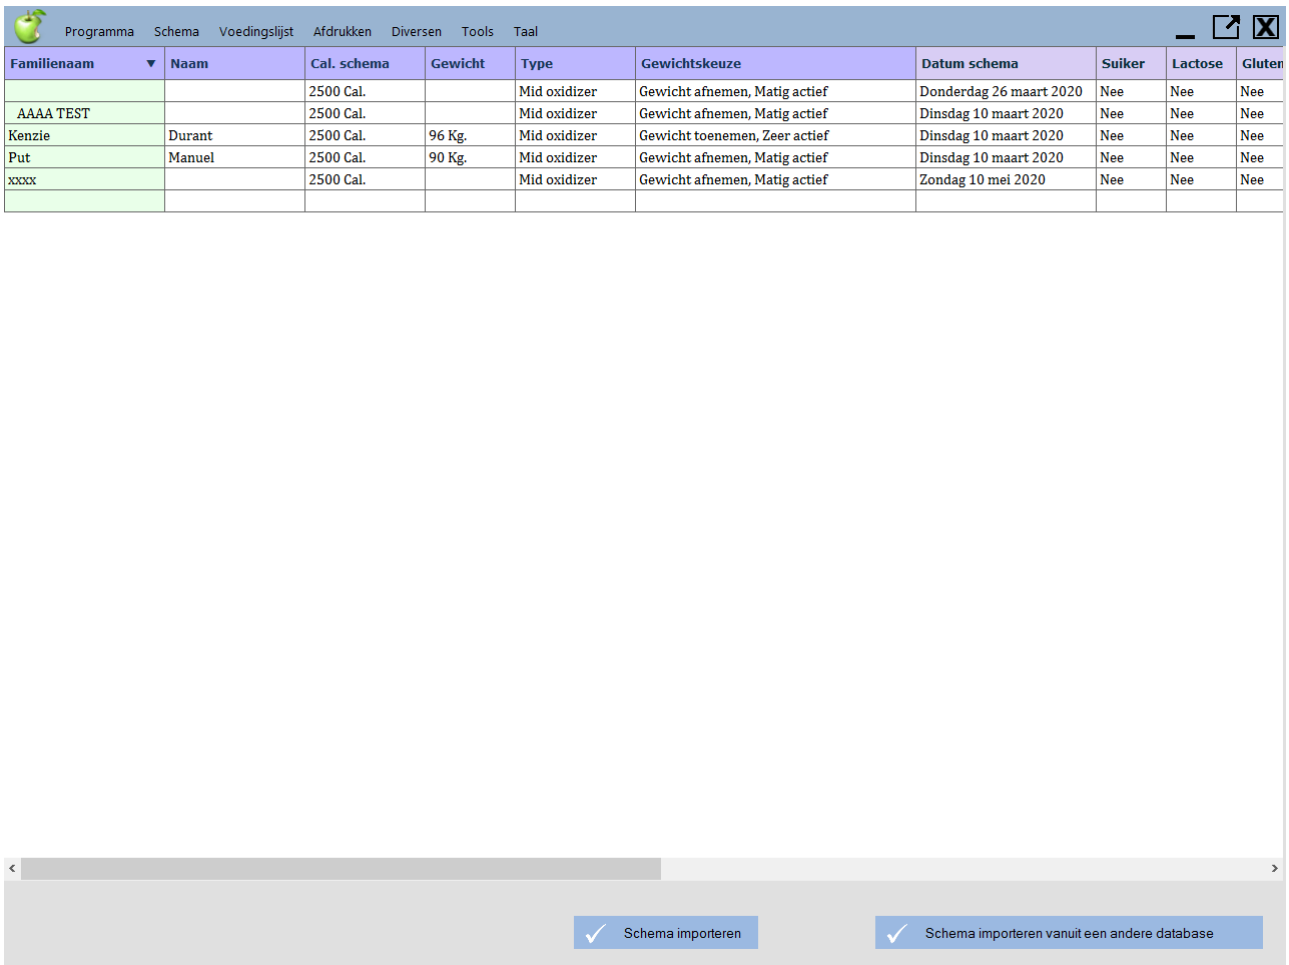 Programma Schema Voedingslijst Afdrukken Diversen Tools Taal
Familienaam ▼ Naam Cal. schema Gewicht Type Gewichtskeuze Datum schema Suiker Lactose Gluten
2500 Cal. Mid oxidizer Gewicht afnemen, Matig actief Donderdag 26 maart 2020 Nee Nee Nee
AAAA TEST 2500 Cal. Mid oxidizer Gewicht afnemen, Matig actief Dinsdag 10 maart 2020 Nee Nee Nee
Kenzie Durant 2500 Cal. 96 Kg. Mid oxidizer Gewicht toenemen, Zeer actief Dinsdag 10 maart 2020 Nee Nee Nee
Put Manuel 2500 Cal. 90 Kg. Mid oxidizer Gewicht afnemen, Matig actief Dinsdag 10 maart 2020 Nee Nee Nee
xxxx 2500 Cal. Mid oxidizer Gewicht afnemen, Matig actief Zondag 10 mei 2020 Nee Nee Nee
Schema importeren Schema importeren vanuit een andere database